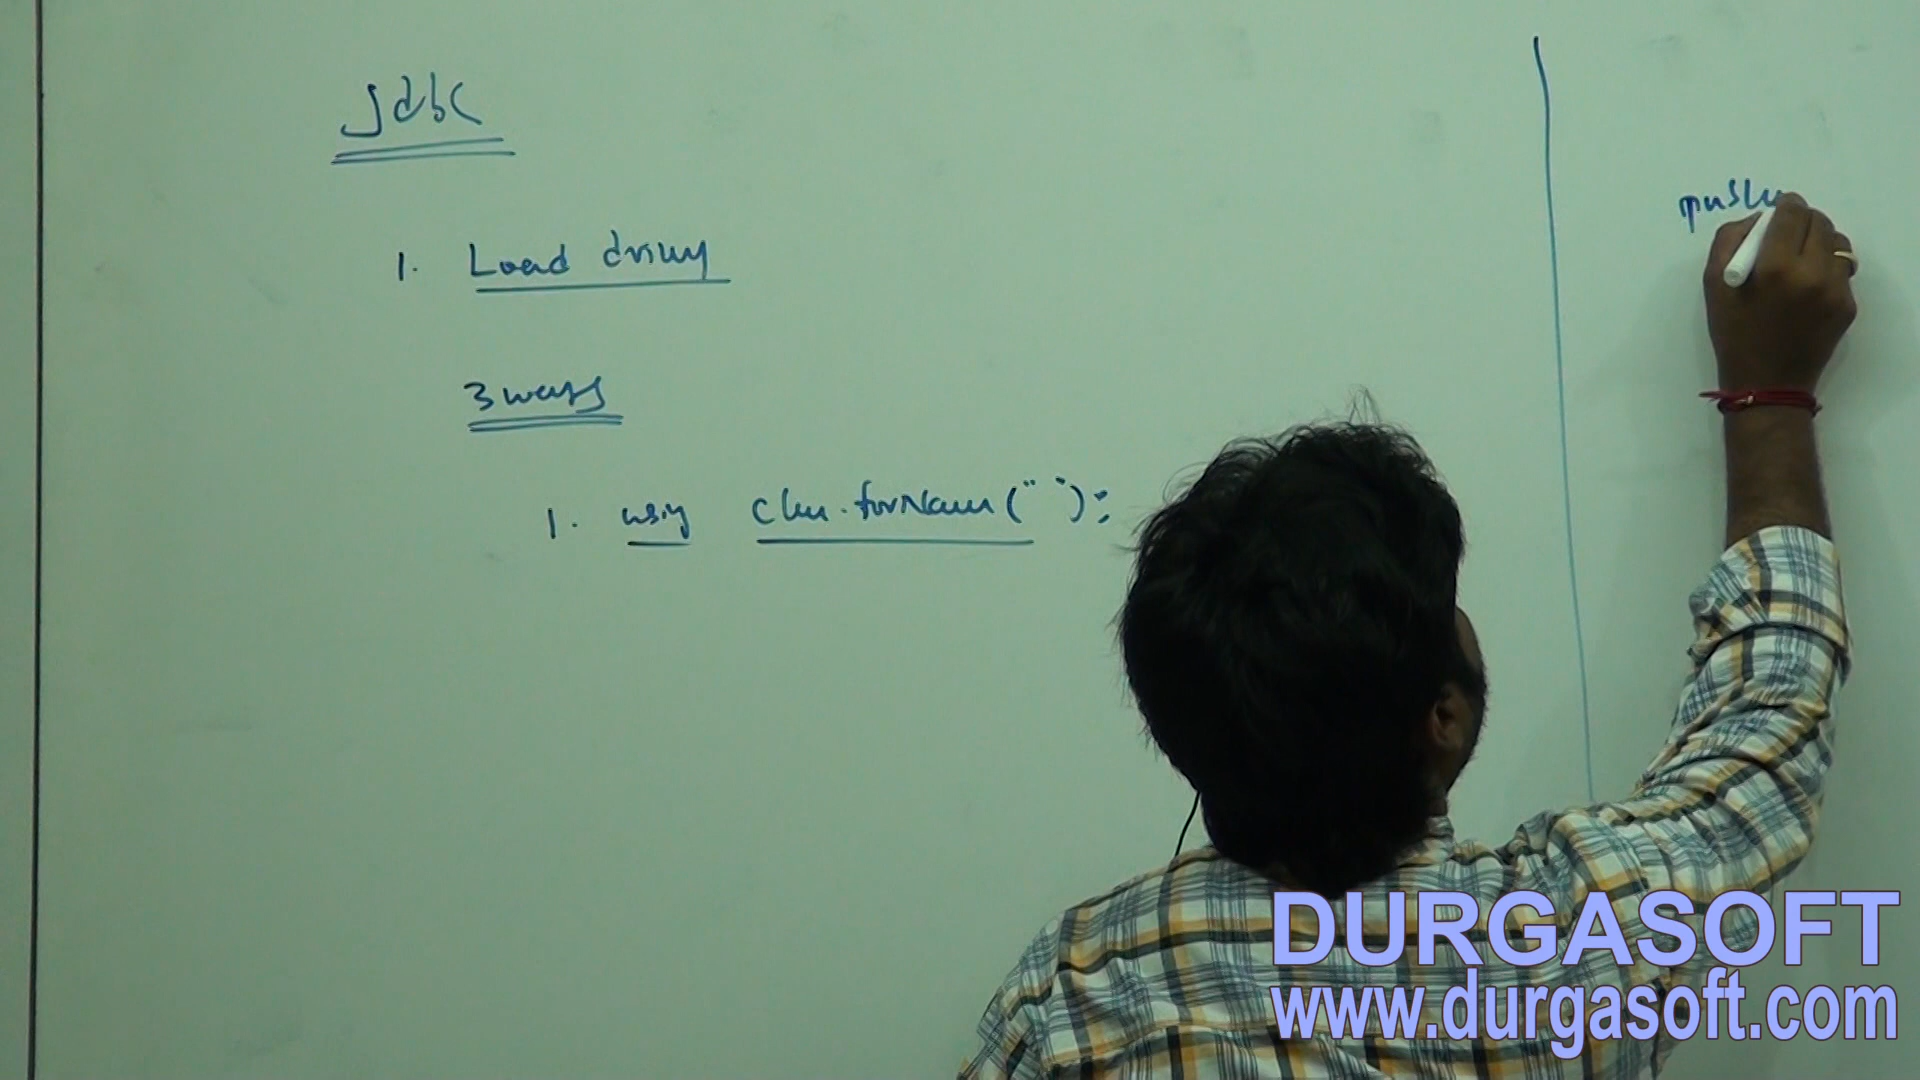 Jdbc
1. Load driver
3 ways
1. using class.forName(" ");
DURGASOFT
www.durgasoft.com